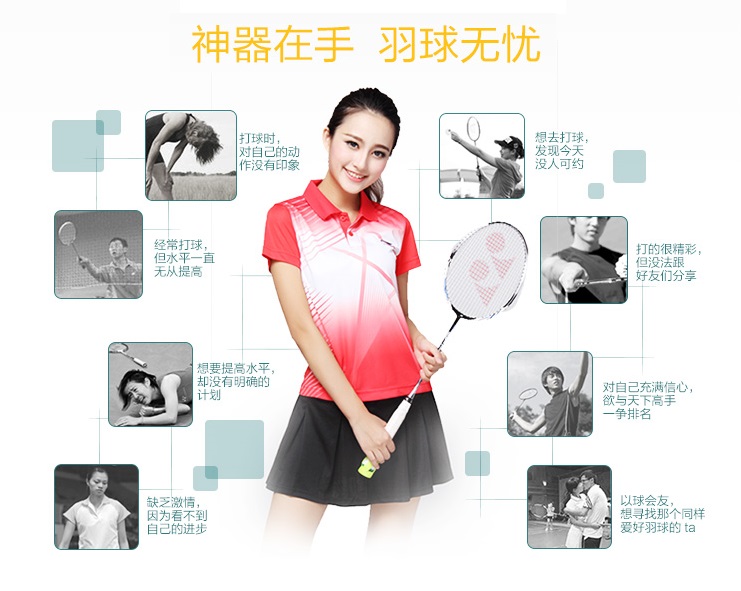 神器在手 羽球无忧
打球时，
对自己的动
作没有印象
想去打球，
发现今天
没人可约
经常打球，
但水平一直
无从提高
打的很精彩，
但没法跟
好友们分享
想要提高水平，
却没有明确的
计划
对自己充满信心，
欲与天下高手
一争排名
缺乏激情，
因为看不到
自己的进步
以球会友，
想寻找那个同样
爱好羽球的 ta